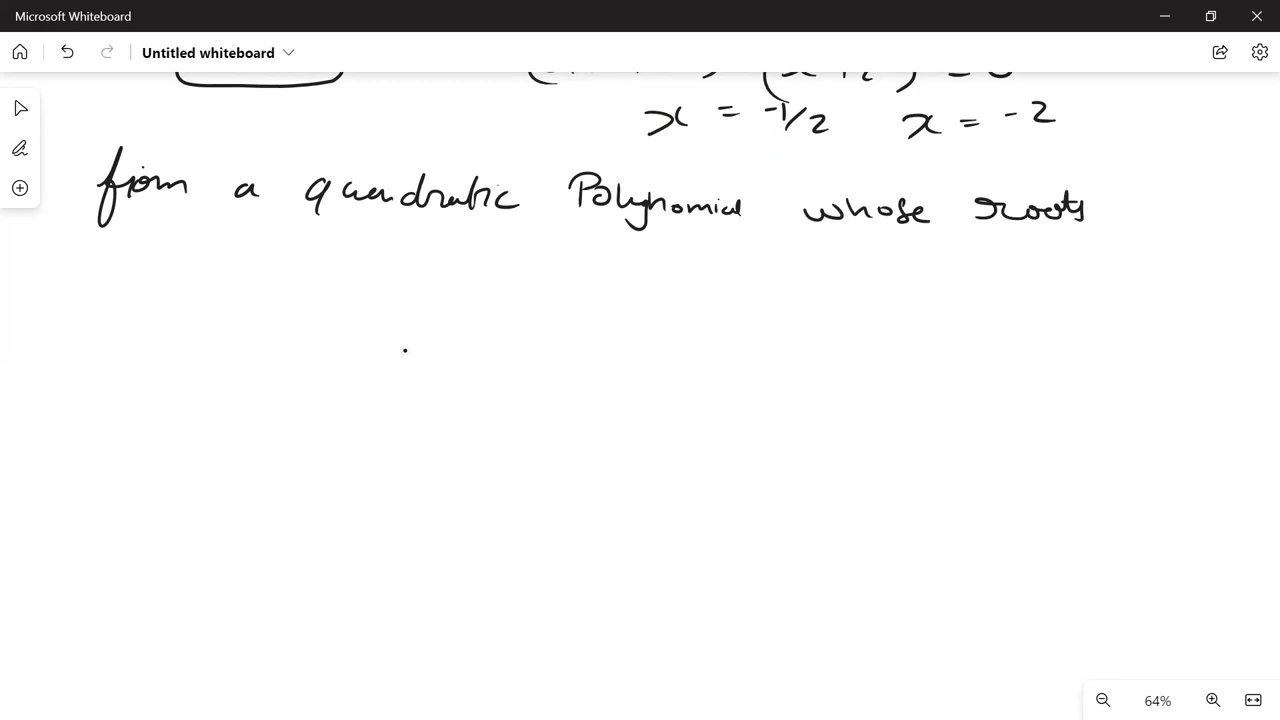 Microsoft Whiteboard
Untitled whiteboard
x = -1/2 x = -2
from a quadratic Polynomial whose roots
64%